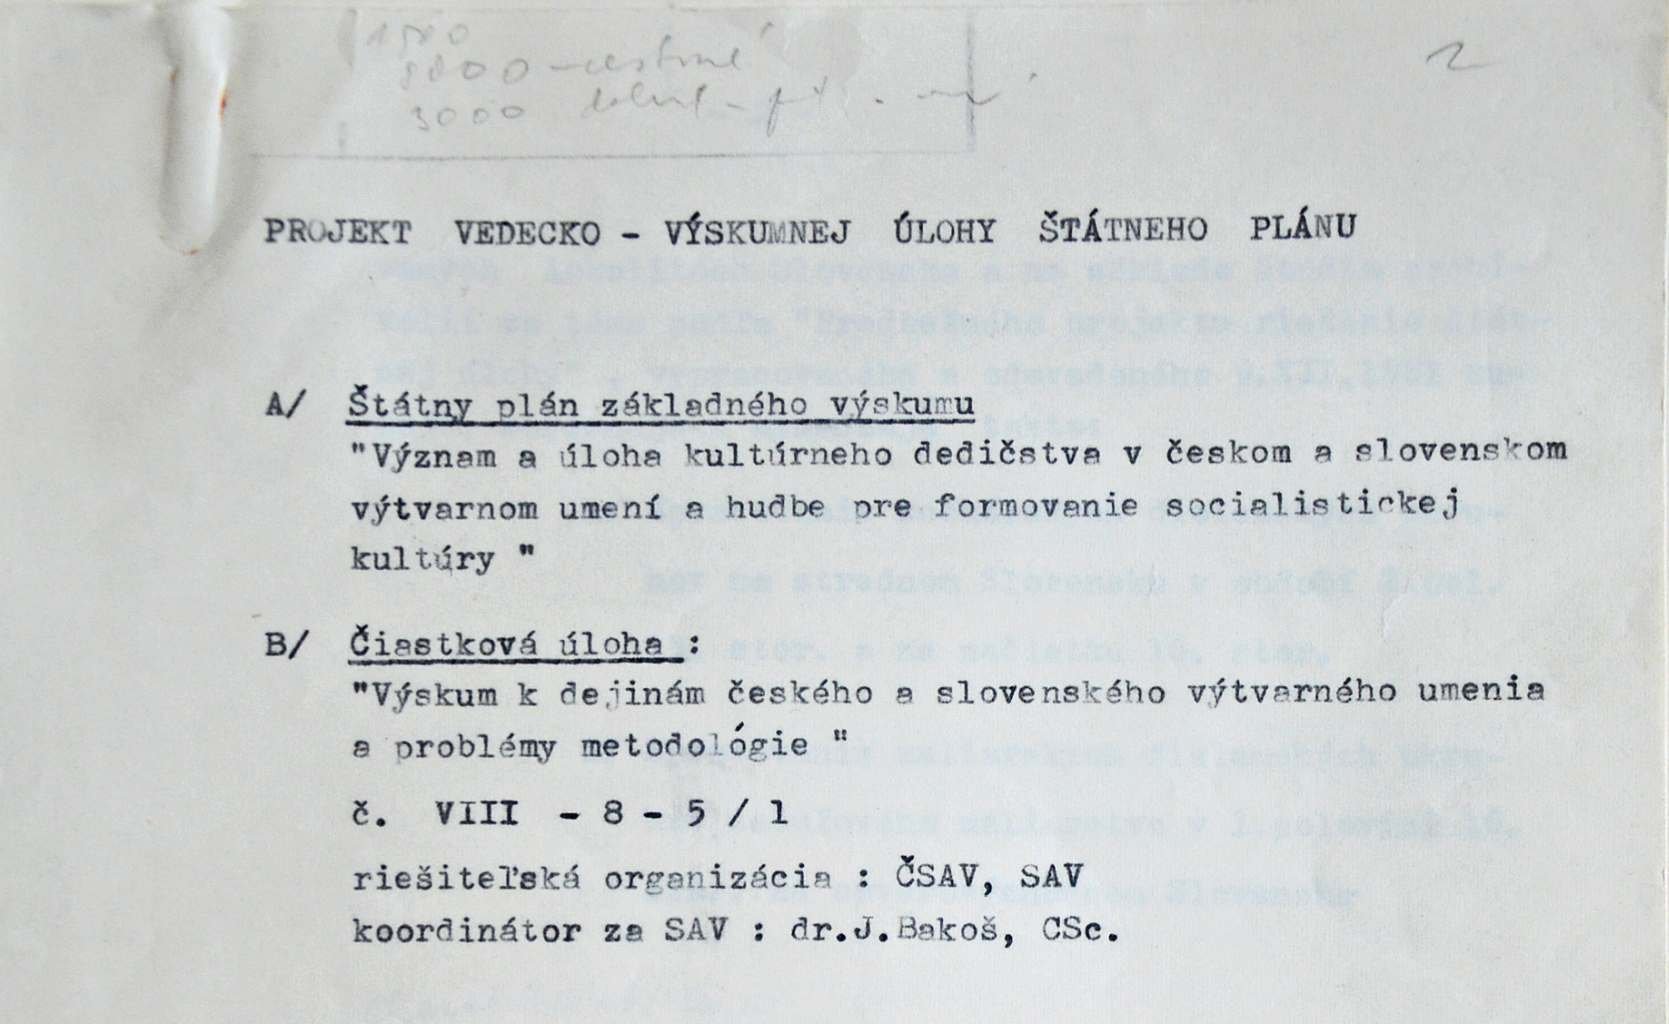 3000
2
PROJEKT VEDECKO - VÝSKUMNEJ ÚLOHY ŠTÁTNEHO PLÁNU
A/ Štátny plán základného výskumu
"Význam a úloha kultúrneho dedičstva v českom a slovenskom
výtvarnom umení a hudbe pre formovanie socialistickej
kultúry "
B/ Čiastková úloha :
"Výskum k dejinám českého a slovenského výtvarného umenia
a problémy metodológie "
č. VIII - 8 - 5 / 1
riešiteľská organizácia : ČSAV, SAV
koordinátor za SAV : dr.J.Bakoš, CSc.